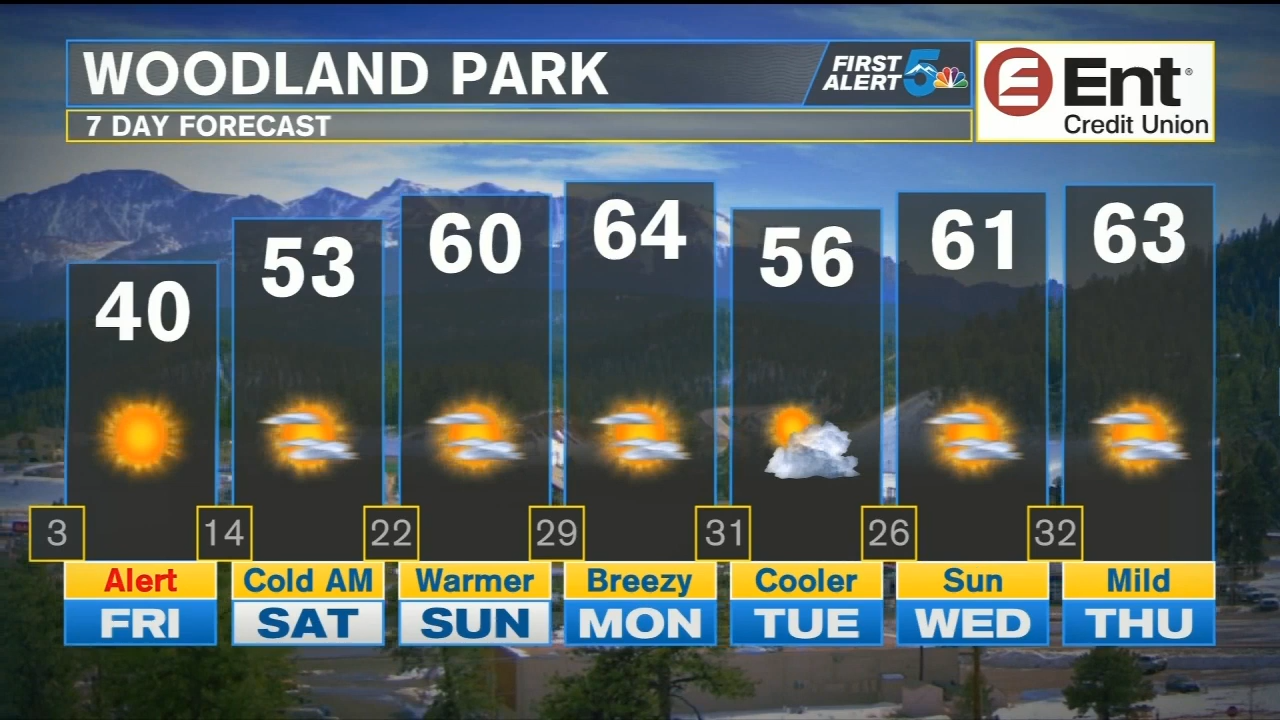 WOODLAND PARK
FIRST
ALERT 5
Ent
Credit Union
7 DAY FORECAST
40 53 60 64 56 61 63
3 14 22 29 31 26 32
Alert Cold AM Warmer Breezy Cooler Sun Mild
FRI SAT SUN MON TUE WED THU